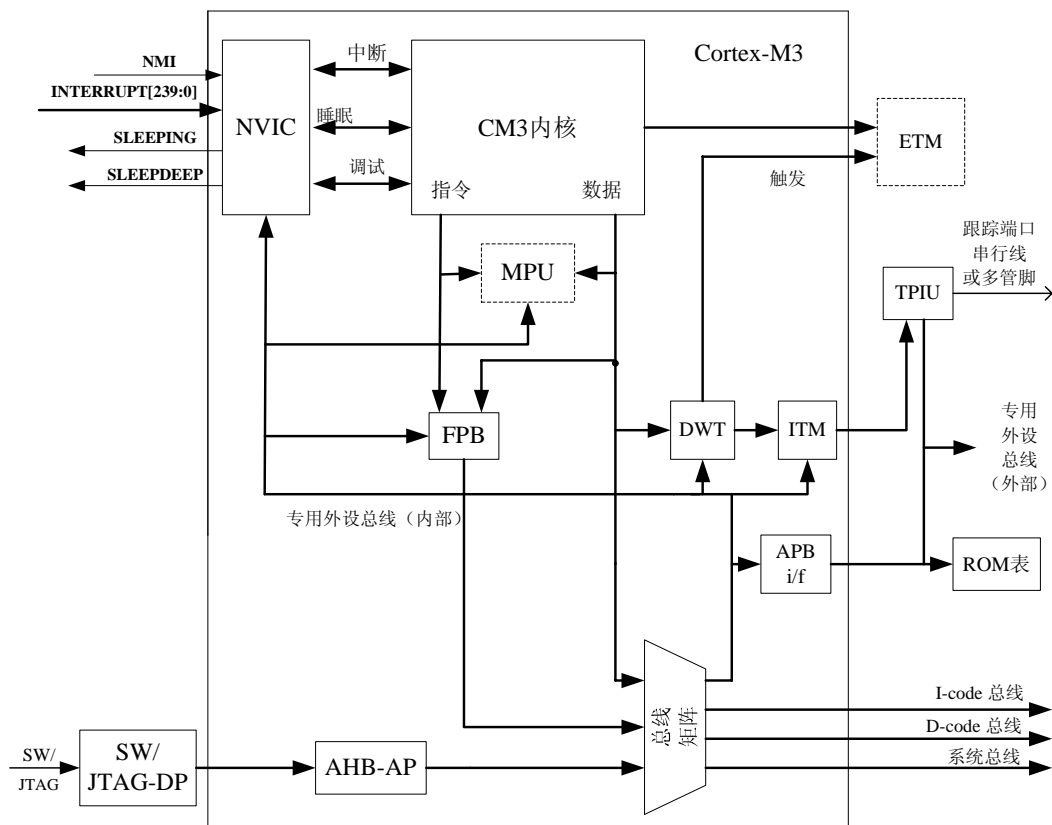 Cortex-M3
NMI
INTERRUPT[239:0]
SLEEPING
SLEEPDEEP
NVIC
中断
睡眠
调试
CM3内核
指令
数据
ETM
触发
MPU
跟踪端口
串行线
或多管脚
TPIU
FPB
DWT
ITM
专用
外设
总线
(外部)
专用外设总线（内部）
APB
i/f
ROM表
总线
矩阵
I-code 总线
D-code 总线
系统总线
SW/
JTAG
SW/
JTAG-DP
AHB-AP